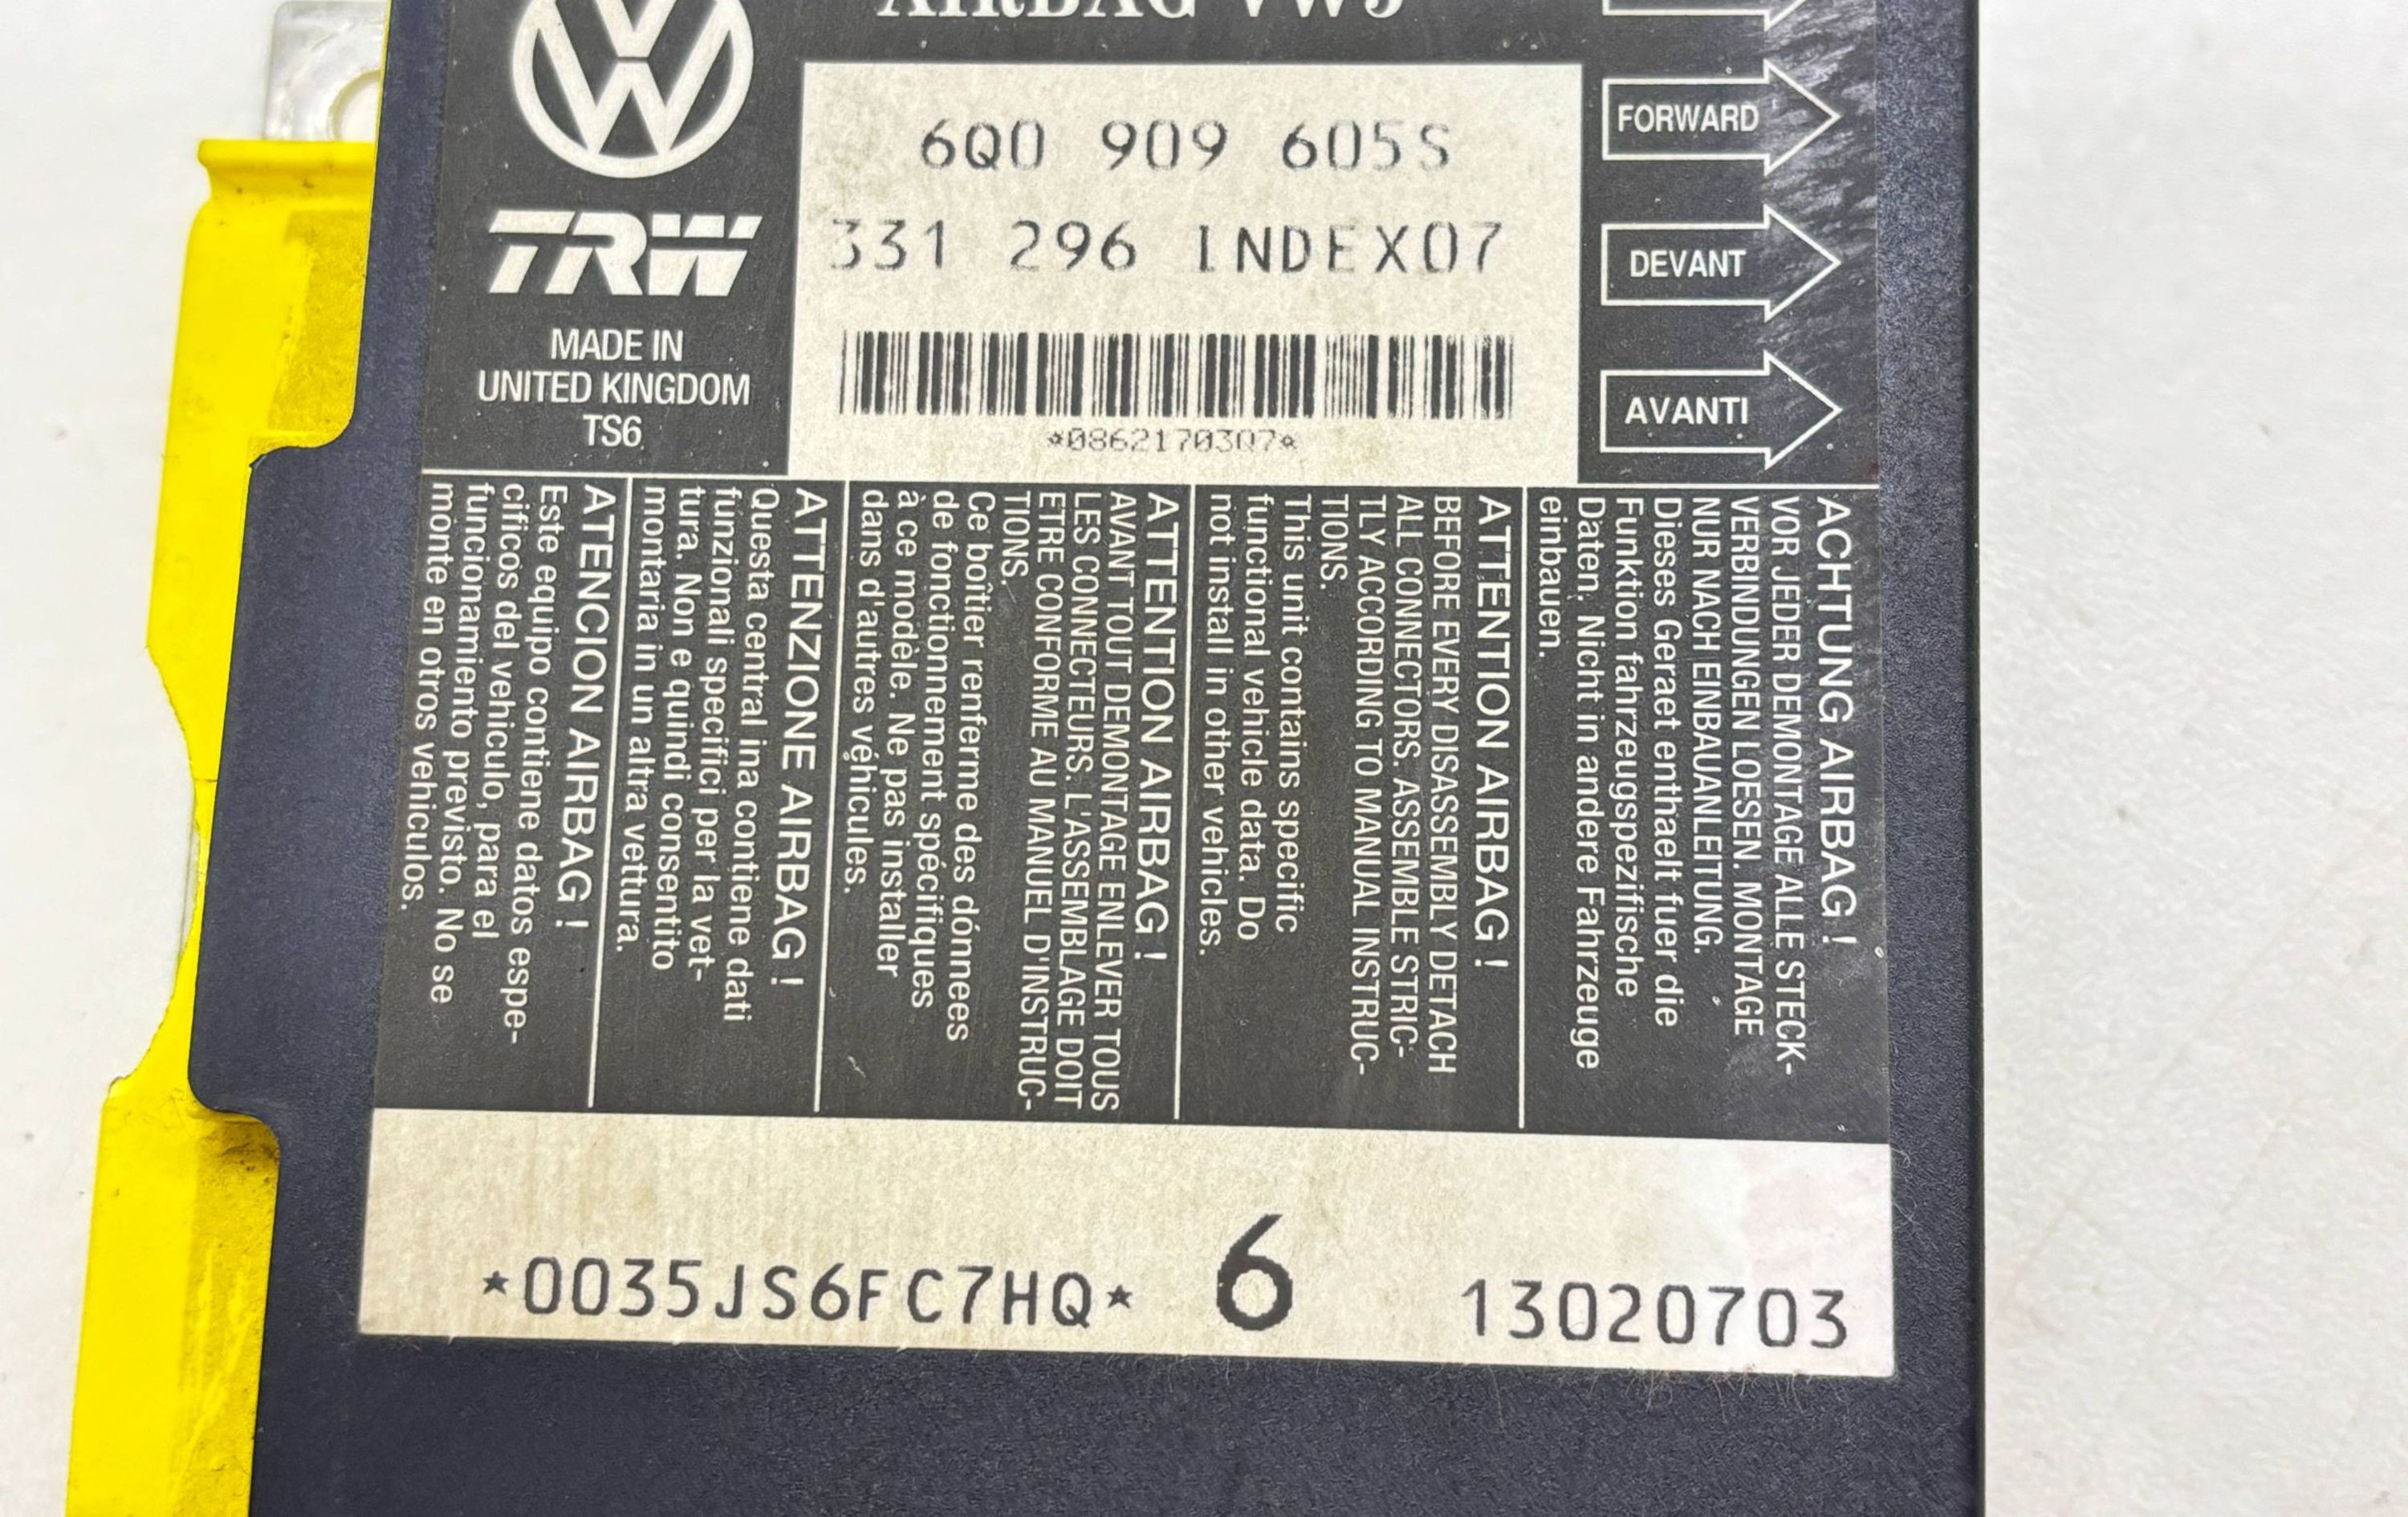 AIRBAG VW5
6Q0 909 605S
331 296 INDEX07
*0862170307*
TRW
MADE IN
UNITED KINGDOM
TS6
FORWARD
DEVANT
AVANTI
ACHTUNG AIRBAG !
VOR JEDER DEMONTAGE ALLE STECK-
VERBINDUNGEN LOESEN. MONTAGE
NUR NACH EINBAUANLEITUNG.
Dieses Geraet enthaelt fuer die
Funktion fahrzeugspezifische
Daten. Nicht in andere Fahrzeuge
einbauen.
ATTENTION AIRBAG !
BEFORE EVERY DISASSEMBLY DETACH
ALL CONNECTORS. ASSEMBLE STRIC-
TLY ACCORDING TO MANUAL INSTRUC-
TIONS.
This unit contains specific
functional vehicle data. Do
not install in other vehicles.
ATTENTION AIRBAG !
AVANT TOUT DEMONTAGE ENLEVER TOUS
LES CONNECTEURS. L'ASSEMBLAGE DOIT
ETRE CONFORME AU MANUEL D'INSTRUC-
TIONS.
Ce boîtier renferme des dónnees
de fonctionnement spécifiques
à ce modèle. Ne pas installer
dans d'autres véhicules.
ATTENZIONE AIRBAG !
Questa central ina contiene dati
funzionali specifici per la vet-
tura. Non e quindi consentito
montaria in un altra vettura.
ATENCION AIRBAG !
Este equipo contiene datos espe-
cificos del vehiculo, para el
funcionamiento previsto. No se
monte en otros vehiculos.
*0035JS6FC7HQ* 6 13020703